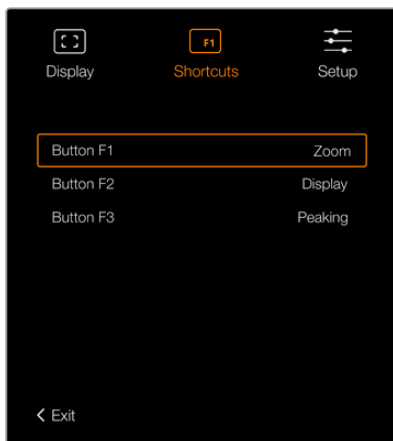 F1
Display Shortcuts Setup
Button F1 Zoom
Button F2 Display
Button F3 Peaking
Exit